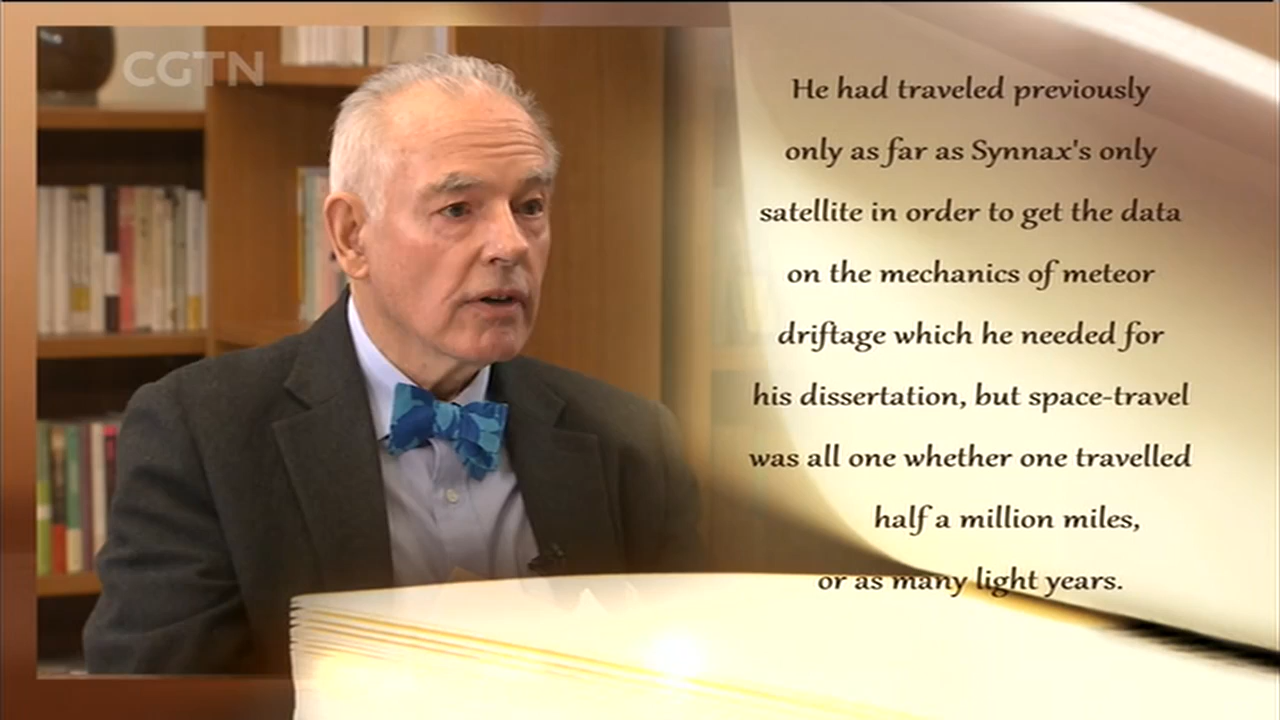 CGTN
He had traveled previously
only as far as Synnax's only
satellite in order to get the data
on the mechanics of meteor
driftage which he needed for
his dissertation, but space-travel
was all one whether one travelled
half a million miles,
or as many light years.